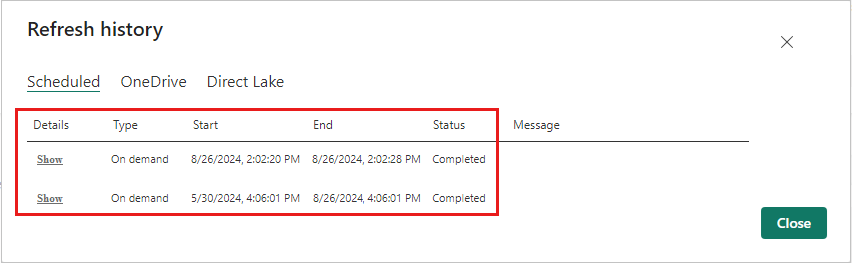 Refresh history
Scheduled OneDrive Direct Lake
Details Type Start End Status Message
Show On demand 8/26/2024, 2:02:20 PM 8/26/2024, 2:02:28 PM Completed
Show On demand 5/30/2024, 4:06:01 PM 8/26/2024, 4:06:01 PM Completed
Close